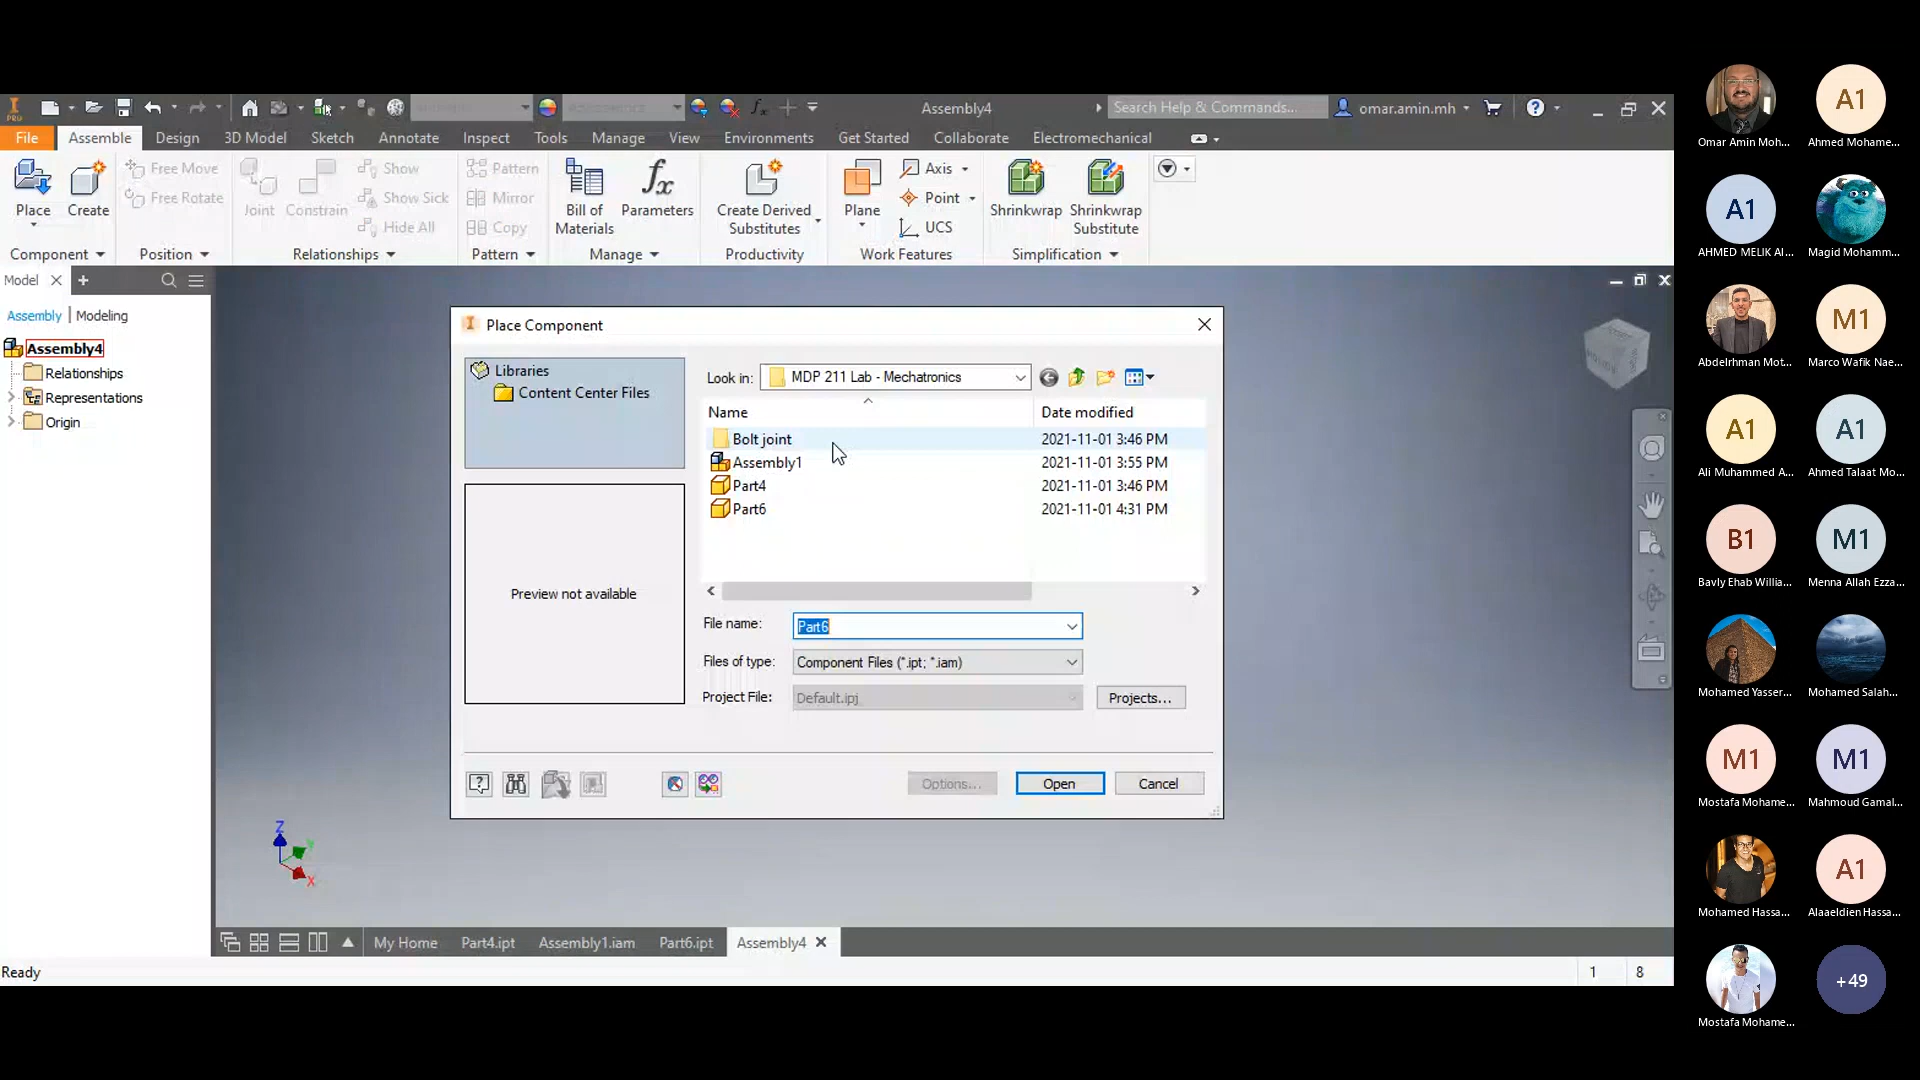 PRO
Assembly4
Search Help & Commands...
omar.amin.mh
File
Assemble
Design
3D Model
Sketch
Annotate
Inspect
Tools
Manage
View
Environments
Get Started
Collaborate
Electromechanical
Place
Create
Component
Free Move
Free Rotate
Position
Joint
Constrain
Show
Show Sick
Hide All
Relationships
Pattern
Mirror
Copy
Pattern
Bill of
Materials
fx
Parameters
Manage
Create Derived
Substitutes
Productivity
Plane
Axis
Point
UCS
Work Features
Shrinkwrap
Shrinkwrap
Substitute
Simplification
Model
Assembly | Modeling
Assembly4
Relationships
Representations
Origin
Place Component
Libraries
Content Center Files
Preview not available
Look in:
MDP 211 Lab - Mechatronics
Name
Date modified
Bolt joint
2021-11-01 3:46 PM
Assembly1
2021-11-01 3:55 PM
Part4
2021-11-01 3:46 PM
Part6
2021-11-01 4:31 PM
File name:
Part6
Files of type:
Component Files (*.ipt; *.iam)
Project File:
Default.ipj
Projects...
Options...
Open
Cancel
Z
X
My Home
Part4.ipt
Assembly1.iam
Part6.ipt
Assembly4
Ready
1
8
Omar Amin Moh...
A1
Ahmed Mohame...
A1
AHMED MELIK Al...
Magid Mohamm...
Abdelrhman Mot...
M1
Marco Wafik Nae...
A1
Ali Muhammed A...
A1
Ahmed Talaat Mo...
B1
Bavly Ehab Willia...
M1
Menna Allah Ezza...
Mohamed Yasser...
Mohamed Salah...
M1
Mostafa Mohame...
M1
Mahmoud Gamal...
Mohamed Hassa...
A1
Alaaeldien Hassa...
Mostafa Mohame...
+49